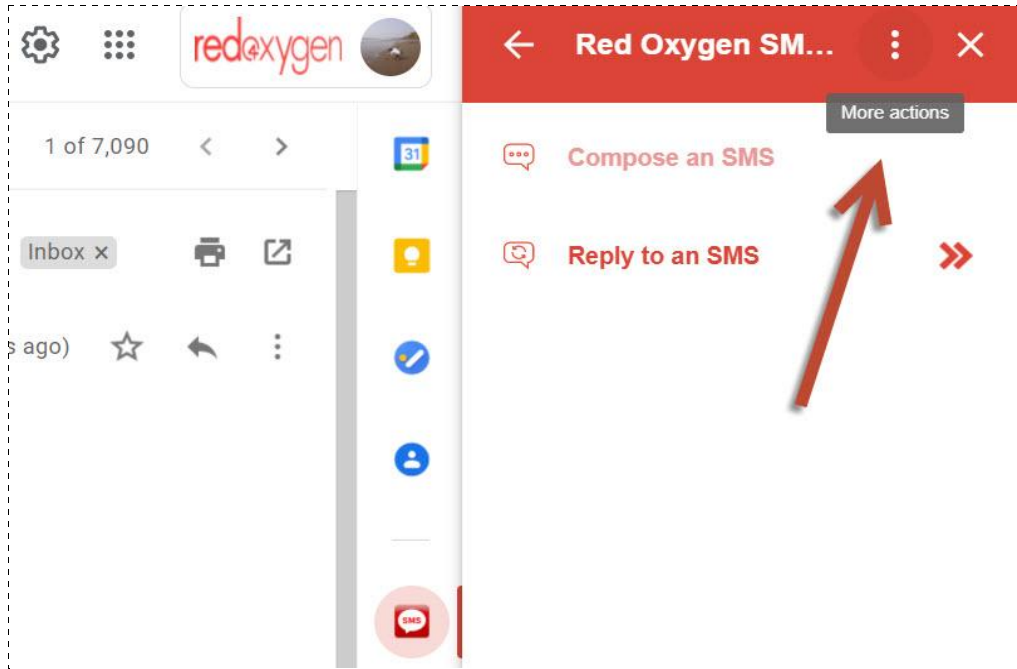 redoxygen
Red Oxygen SM...
More actions
1 of 7,090
31
Compose an SMS
Inbox ×
Reply to an SMS
s ago)
SMS